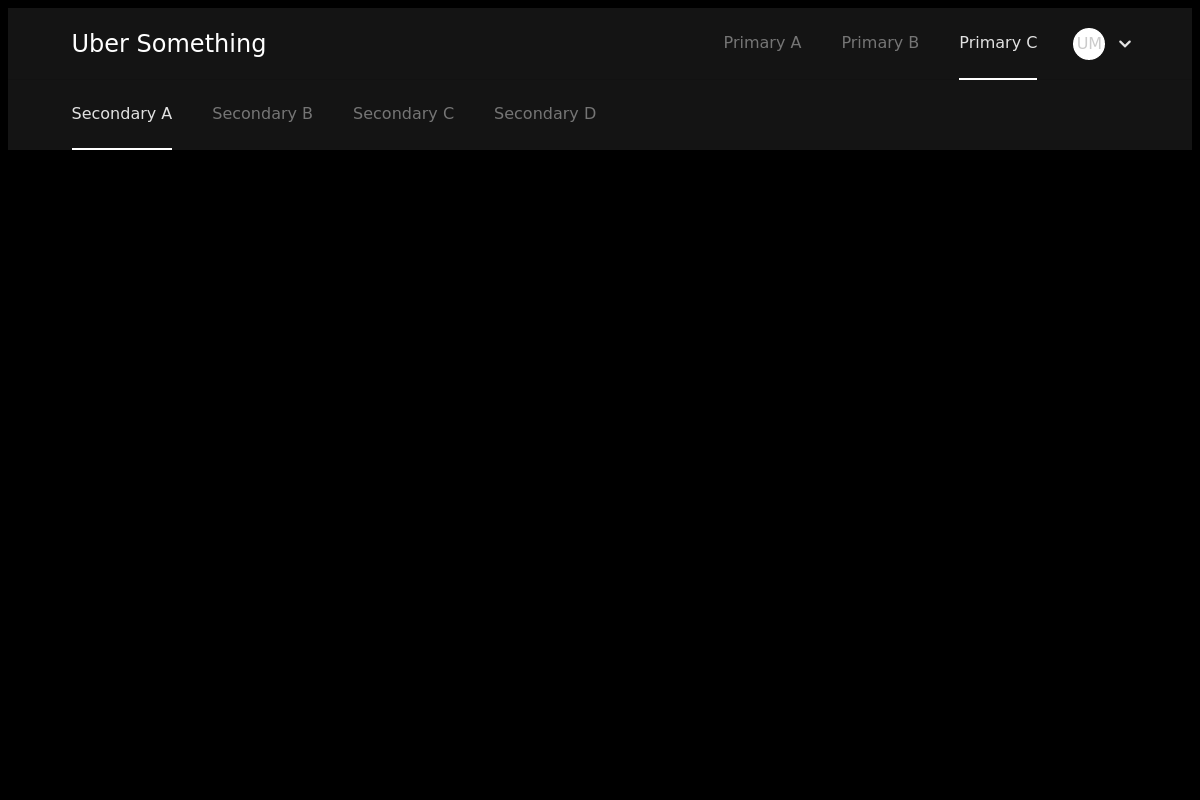 Uber Something
Primary A
Primary B
Primary C
UM
Secondary A
Secondary B
Secondary C
Secondary D